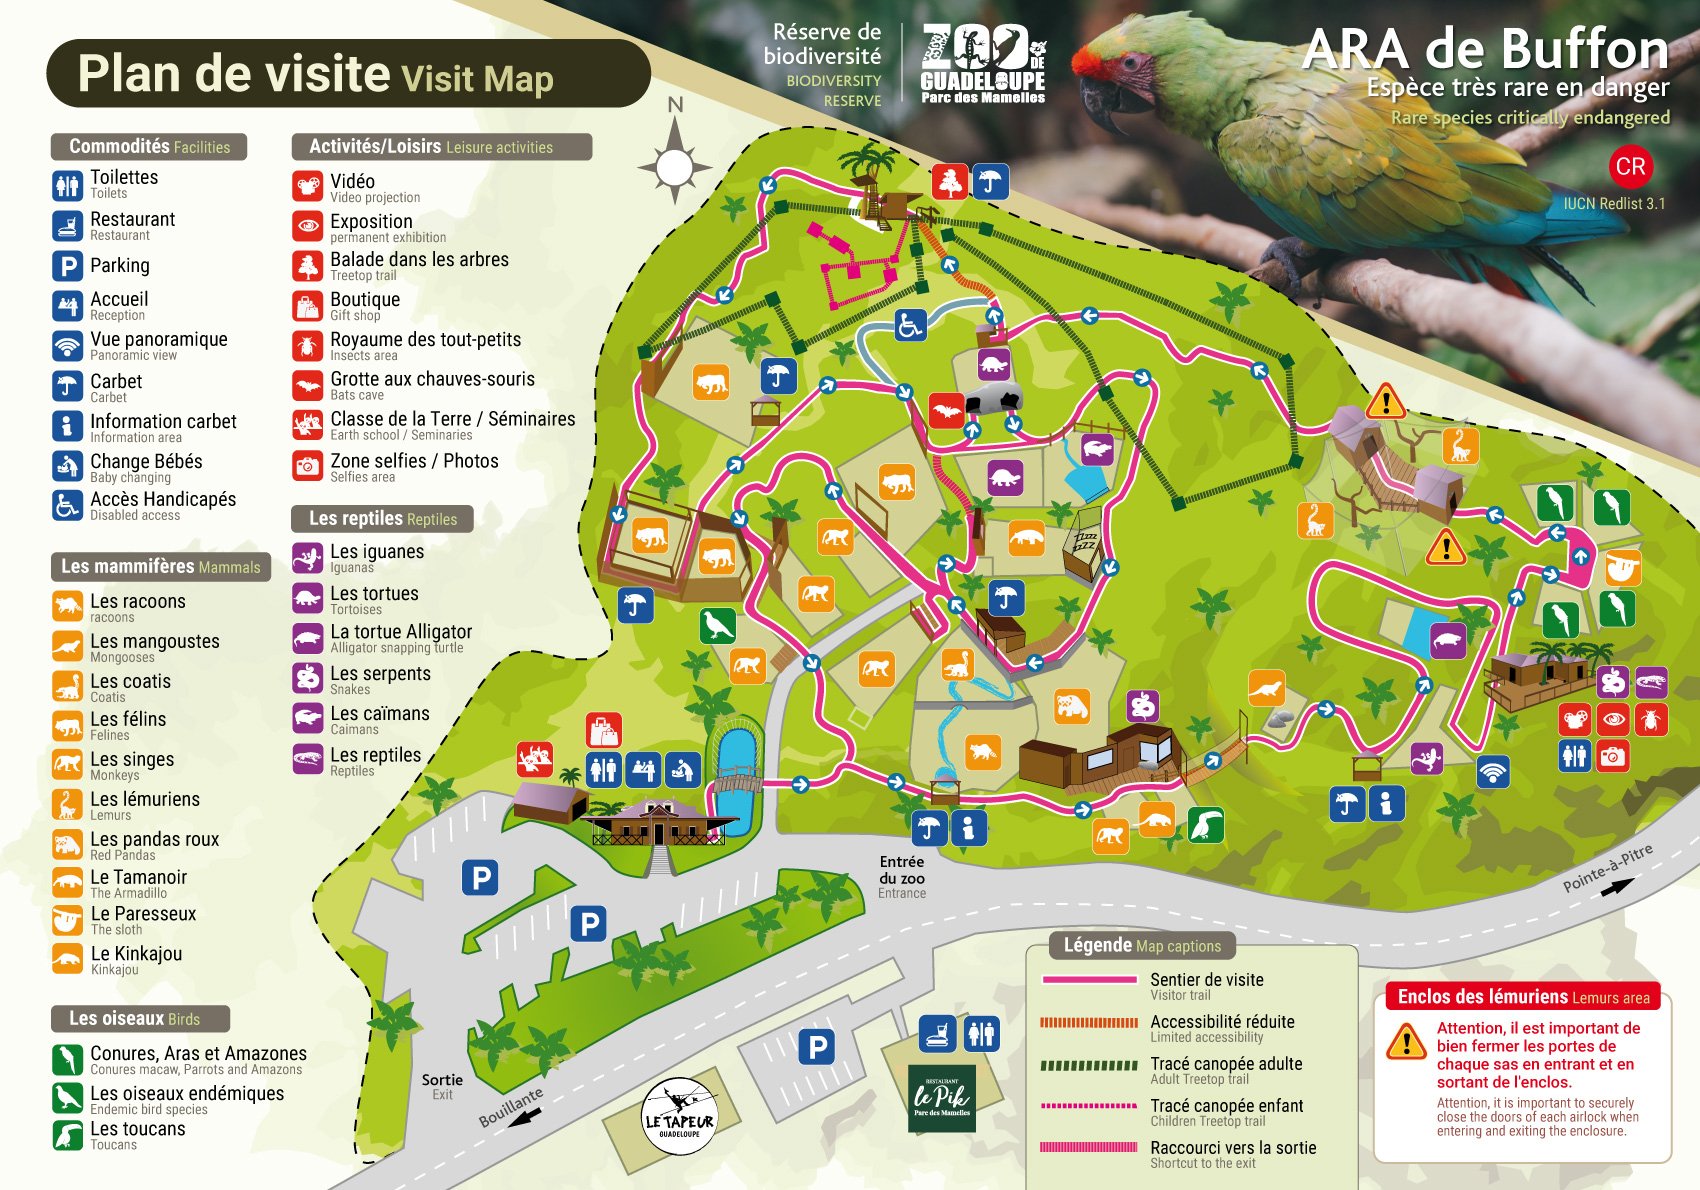 Plan de visite Visit Map
Réserve de
biodiversité
BIODIVERSITY
RESERVE
ZOO DE
GUADELOUPE
Parc des Mamelles
ARA de Buffon
Espèce très rare en danger
Rare species critically endangered
CR
IUCN Redlist 3.1
N
Commodités Facilities
Toilettes
Toilets
Restaurant
Restaurant
P
Parking
Accueil
Reception
Vue panoramique
Panoramic view
Carbet
Carbet
Information carbet
Information area
Change Bébés
Baby changing
Accès Handicapés
Disabled access
Activités/Loisirs Leisure activities
Vidéo
Video projection
Exposition
permanent exhibition
Balade dans les arbres
Treetop trail
Boutique
Gift shop
Royaume des tout-petits
Insects area
Grotte aux chauves-souris
Bats cave
Classe de la Terre / Séminaires
Earth school / Seminaries
Zone selfies / Photos
Selfies area
Les reptiles Reptiles
Les iguanes
Iguanas
Les tortues
Tortoises
La tortue Alligator
Alligator snapping turtle
Les serpents
Snakes
Les caïmans
Caimans
Les reptiles
Reptiles
Les mammifères Mammals
Les racoons
racoons
Les mangoustes
Mongooses
Les coatis
Coatis
Les félins
Felines
Les singes
Monkeys
Les lémuriens
Lemurs
Les pandas roux
Red Pandas
Le Tamanoir
The Armadillo
Le Paresseux
The sloth
Le Kinkajou
Kinkajou
Les oiseaux Birds
Conures, Aras et Amazones
Conures macaw, Parrots and Amazons
Les oiseaux endémiques
Endemic bird species
Les toucans
Toucans
P
P
P
Entrée
du zoo
Entrance
Sortie
Exit
Bouillante
Pointe-à-Pitre
LE TAPEUR
GUADELOUPE
RESTAURANT
le Pik
Parc des Mamelles
Légende Map captions
Sentier de visite
Visitor trail
Accessibilité réduite
Limited accessibility
Tracé canopée adulte
Adult Treetop trail
Tracé canopée enfant
Children Treetop trail
Raccourci vers la sortie
Shortcut to the exit
Enclos des lémuriens Lemurs area
Attention, il est important de
bien fermer les portes de
chaque sas en entrant et en
sortant de l'enclos.
Attention, it is important to securely
close the doors of each airlock when
entering and exiting the enclosure.